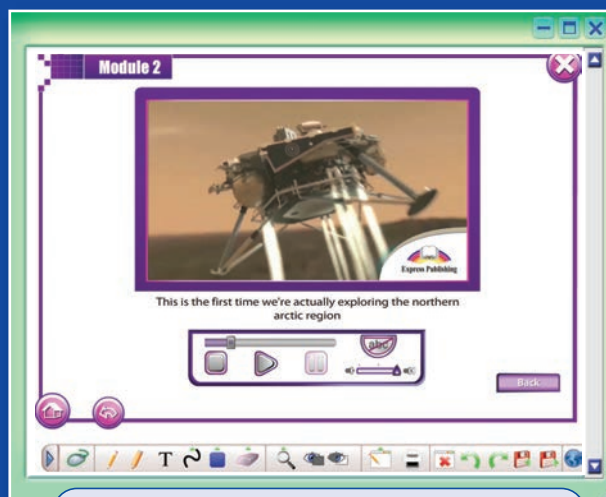 Module 2
Express Publishing
This is the first time we're actually exploring the northern
arctic region
abc
Back
T